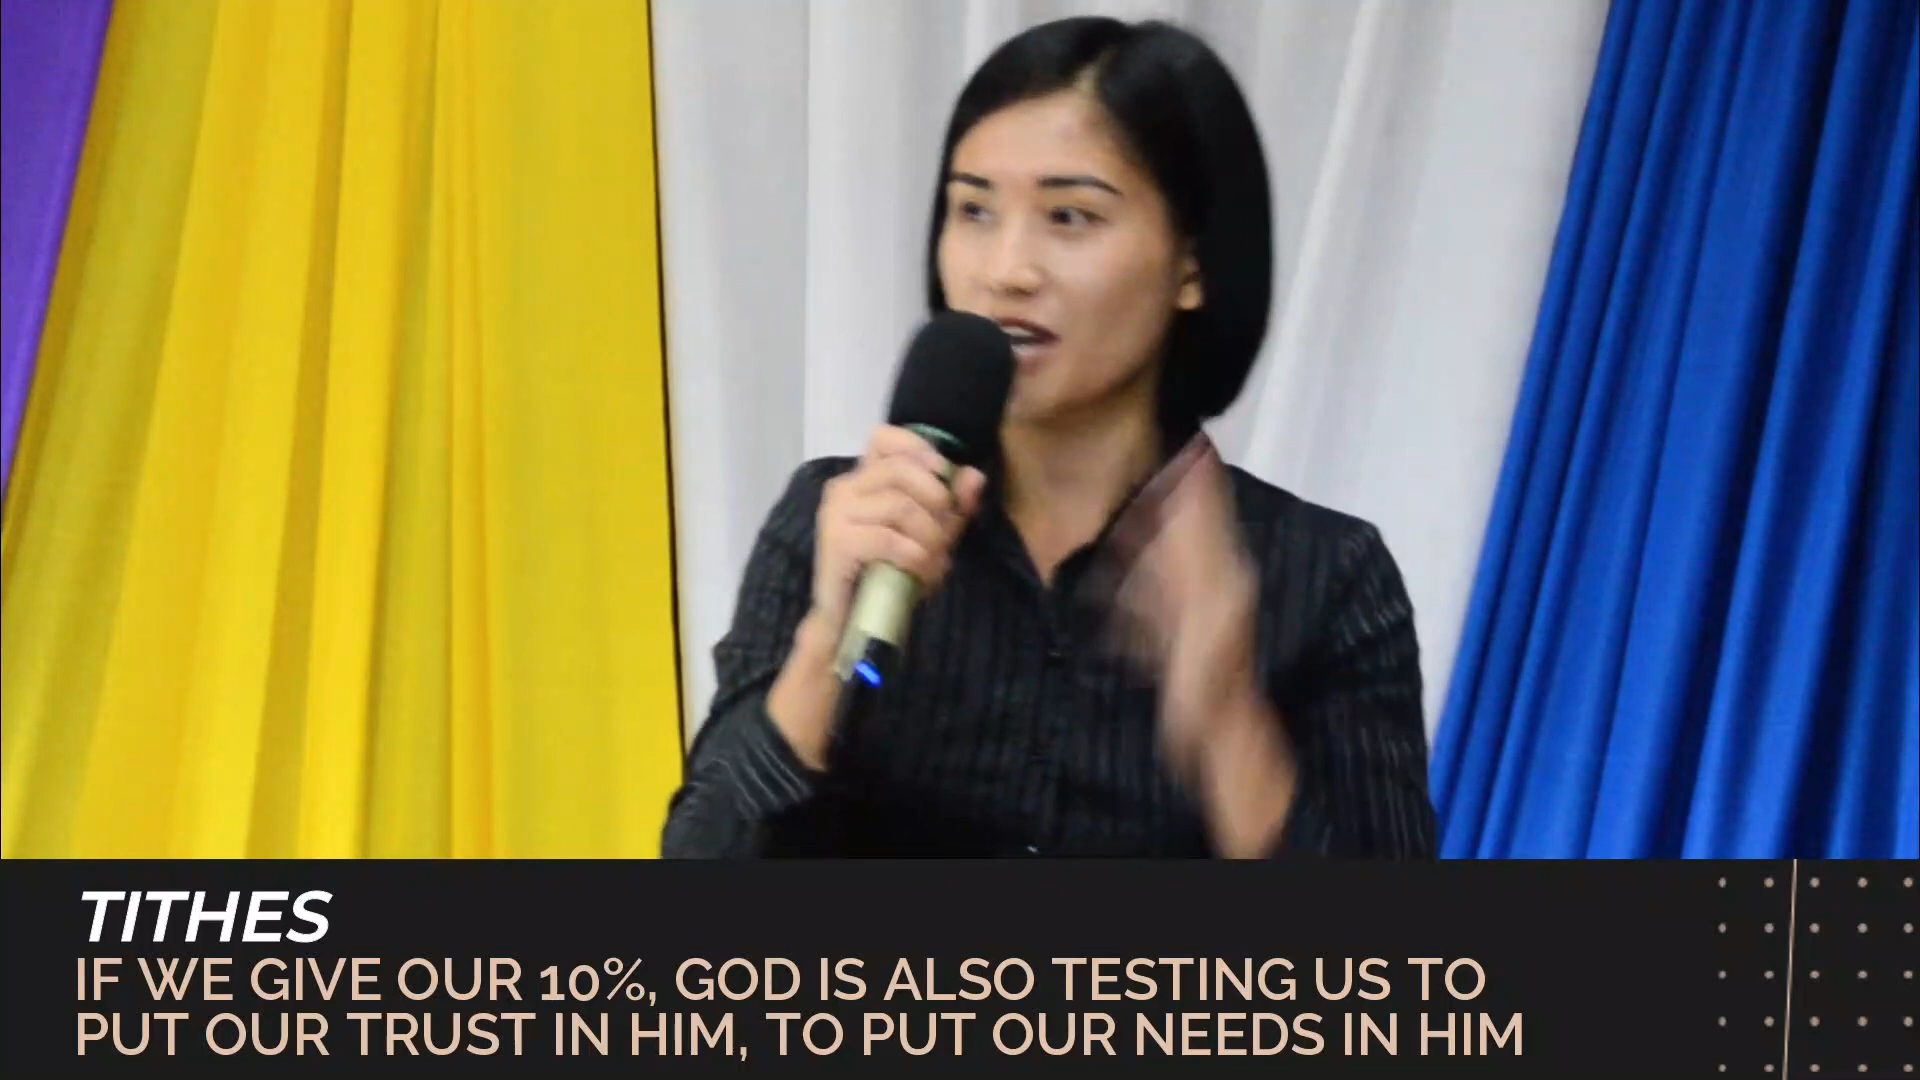 TITHES
IF WE GIVE OUR 10%, GOD IS ALSO TESTING US TO
PUT OUR TRUST IN HIM, TO PUT OUR NEEDS IN HIM